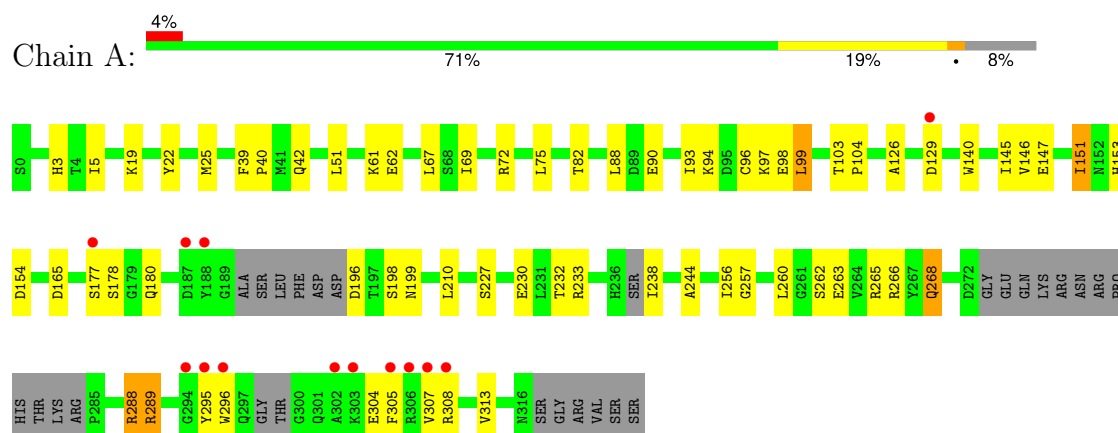 4%
Chain A:
71% 19% • 8%
S0 H3 T4 I5 K19 Y22 M25 F39 P40 M41 Q42 L51 K61 E62 L67 S68 I69 R72 L75 T82 L88 D89 E90 I93 K94 D95 C96 K97 E98 L99 T103 P104 A126 D129 W140 I145 V146 E147 I151 N152 H153
D154 D165 S177 S178 G179 Q180 D187 Y188 G189 ALA SER LEU PHE ASP ASP D196 T197 S198 N199 L210 S227 E230 L231 T232 R233 H236 SER I238 A244 I256 G257 L260 G261 S262 E263 V264 R265 R266 Y267 Q268 D272 GLY GLU GLN LYS ARG ASN ARG PRO
HIS THR LYS ARG P285 R288 R289 G294 Y295 W296 Q297 GLY THR G300 Q301 A302 K303 E304 F305 R306 V307 R308 V313 N316 SER GLY ARG VAL SER SER